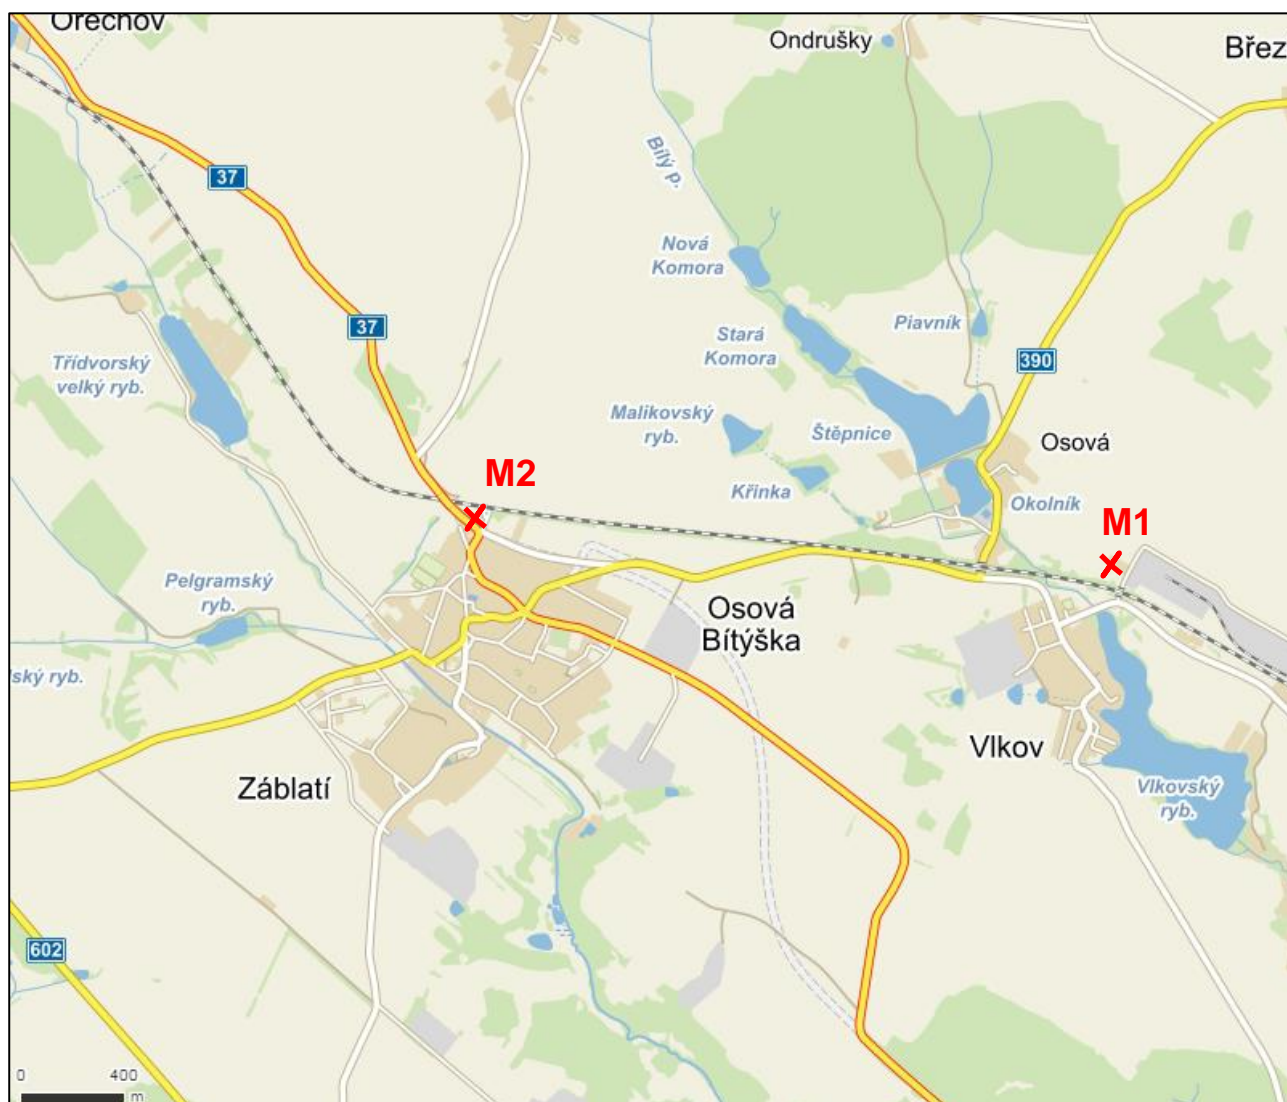 Ořechov
Ondrušky
Břez
37
Bílý p.
Nová
Komora
37
Piavník
Stará
Komora
390
Třídvorský
velký ryb.
Malikovský
ryb.
Štěpnice
Osová
M2
Křinka
Okolník
M1
Pelgramský
ryb.
Osová
Bítýška
lský ryb.
Vlkov
Záblatí
Vlkovský
ryb.
602
0 400
m